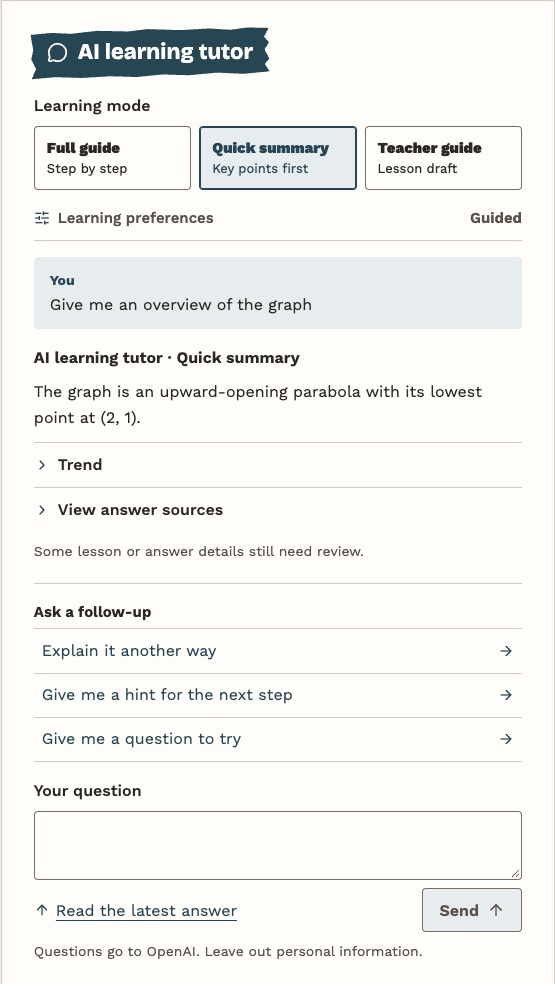 AI learning tutor
Learning mode
Full guide
Step by step
Quick summary
Key points first
Teacher guide
Lesson draft
Learning preferences
Guided
You
Give me an overview of the graph
AI learning tutor · Quick summary
The graph is an upward-opening parabola with its lowest
point at (2, 1).
Trend
View answer sources
Some lesson or answer details still need review.
Ask a follow-up
Explain it another way
Give me a hint for the next step
Give me a question to try
Your question
Read the latest answer
Send
Questions go to OpenAI. Leave out personal information.